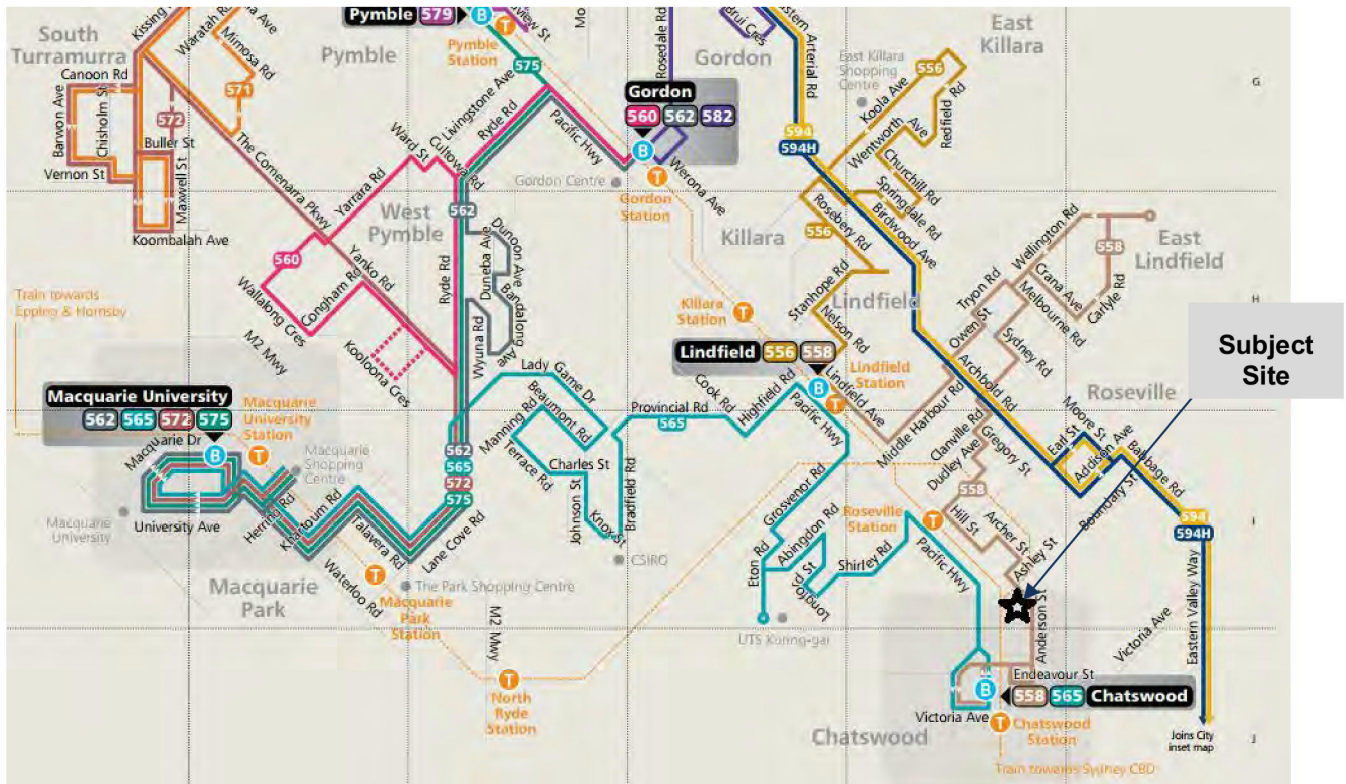 South
Turramurra
Kissing
Waratah
Ave
Mimosa Rd
571
Canoon Rd
Barwon Ave
Chisholm St
572
Buller St
Vernon St
Maxwell St
Koombalah Ave
The Comenarra Pkwy
Pymble
Pymble 579
B
T
Pymble
Station
575
Livingstone Ave
Ryde Rd
Ward St
Cultowa Rd
Yarrara Rd
Pacific Hwy
Gordon Centre
Rosedale Rd
Gordon
Gordon
560 562 582
B
T
Gordon
Station
Werona Ave
Brui Cres
Eastern
Arterial Rd
594
594H
East
Killara
East Killara
Shopping
Centre
Koola Ave
556
Wentworth Ave
Redfield Rd
Churchill Rd
Springdale Rd
Birdwood Ave
G
West
Pymble
562
560
Wallalong Cres
Congham Rd
Yanko Rd
Kooloona Cres
Ryde Rd
Duneba Ave
Dunoon Ave
Bandalong Ave
Wyuna Rd
Killara
Rosebery Rd
556
Stanhope Rd
Lindfield
Nelson Rd
Killara
Station
T
Wellington Rd
558
East
Lindfield
Tryon Rd
Crana Ave
Melbourne Rd
Carlyle Rd
Owen St
Sydney Rd
H
Train towards
Epping & Hornsby
M2 Mwy
Macquarie University
562 565 572 575
Macquarie
University
Station
B
T
Macquarie Dr
Macquarie
Shopping
Centre
Macquarie
University
University Ave
Herring Rd
Khartoum Rd
Talavera Rd
Waterloo Rd
Lane Cove Rd
562
565
572
575
Lady Game Dr
Beaumont Rd
Manning Rd
Terrace Rd
Charles St
Johnson St
Knox St
Bradfield Rd
CSIRO
Provincial Rd
565
Cook Rd
Highfield Rd
Lindfield 556 558
B
T
Lindfield
Station
Lindfield Ave
Pacific Hwy
Middle Harbour Rd
Archbold Rd
Roseville
Clanville Rd
Gregory St
Dudley Ave
558
Hill St
Archer St
Ashley St
Earl St
Moore St
Addison Ave
Babbage Rd
Boundary St
594
594H
I
Subject
Site
Grosvenor Rd
Eton Rd
Abingdon Rd
Longford St
Shirley Rd
UTS Kuring-gai
Roseville
Station
T
Pacific Hwy
Macquarie
Park
T
The Park Shopping Centre
Macquarie
Park
Station
M2 Mwy
T
North
Ryde
Station
Anderson St
Victoria Ave
Eastern Valley Way
Endeavour St
B
558 565 Chatswood
Victoria Ave
T
Chatswood
Station
Chatswood
Train towards Sydney CBD
Joins City
inset map
J